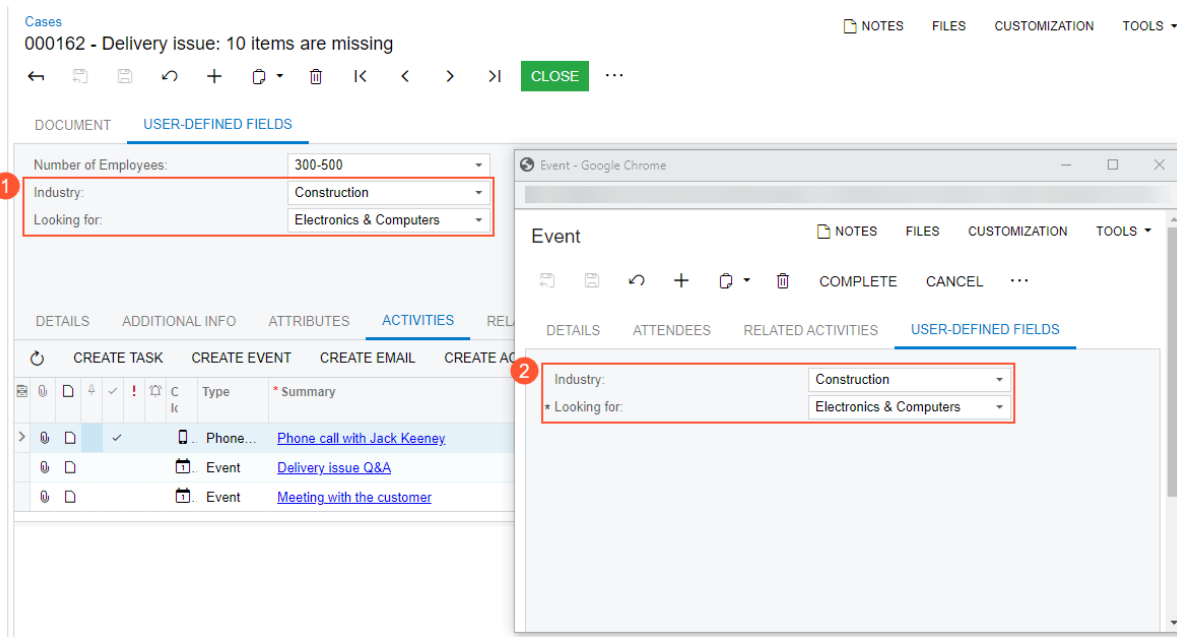 Cases
NOTES FILES CUSTOMIZATION TOOLS
000162 - Delivery issue: 10 items are missing
CLOSE
DOCUMENT USER-DEFINED FIELDS
Number of Employees: 300-500
1
Industry: Construction
Looking for: Electronics & Computers
DETAILS ADDITIONAL INFO ATTRIBUTES ACTIVITIES RELA
CREATE TASK CREATE EVENT CREATE EMAIL CREATE AC
C Ic Type * Summary
Phone... Phone call with Jack Keeney
Event Delivery issue Q&A
Event Meeting with the customer
Event - Google Chrome
Event
NOTES FILES CUSTOMIZATION TOOLS
COMPLETE CANCEL
DETAILS ATTENDEES RELATED ACTIVITIES USER-DEFINED FIELDS
2
Industry: Construction
* Looking for: Electronics & Computers